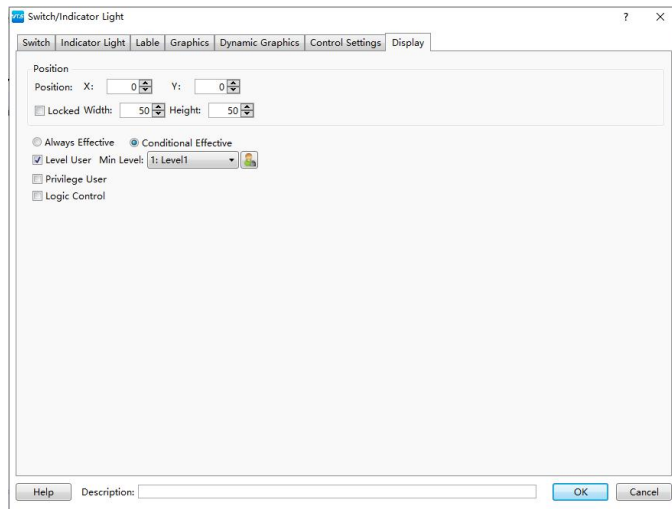 Switch/Indicator Light ? ×
Switch Indicator Light Lable Graphics Dynamic Graphics Control Settings Display
Position
Position: X: 0 Y: 0
Locked Width: 50 Height: 50
Always Effective Conditional Effective
Level User Min Level: 1: Level1
Privilege User
Logic Control
Help Description: OK Cancel